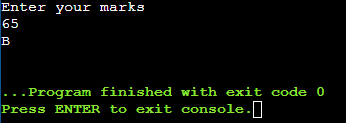 Enter your marks
65
B
...Program finished with exit code 0
Press ENTER to exit console.